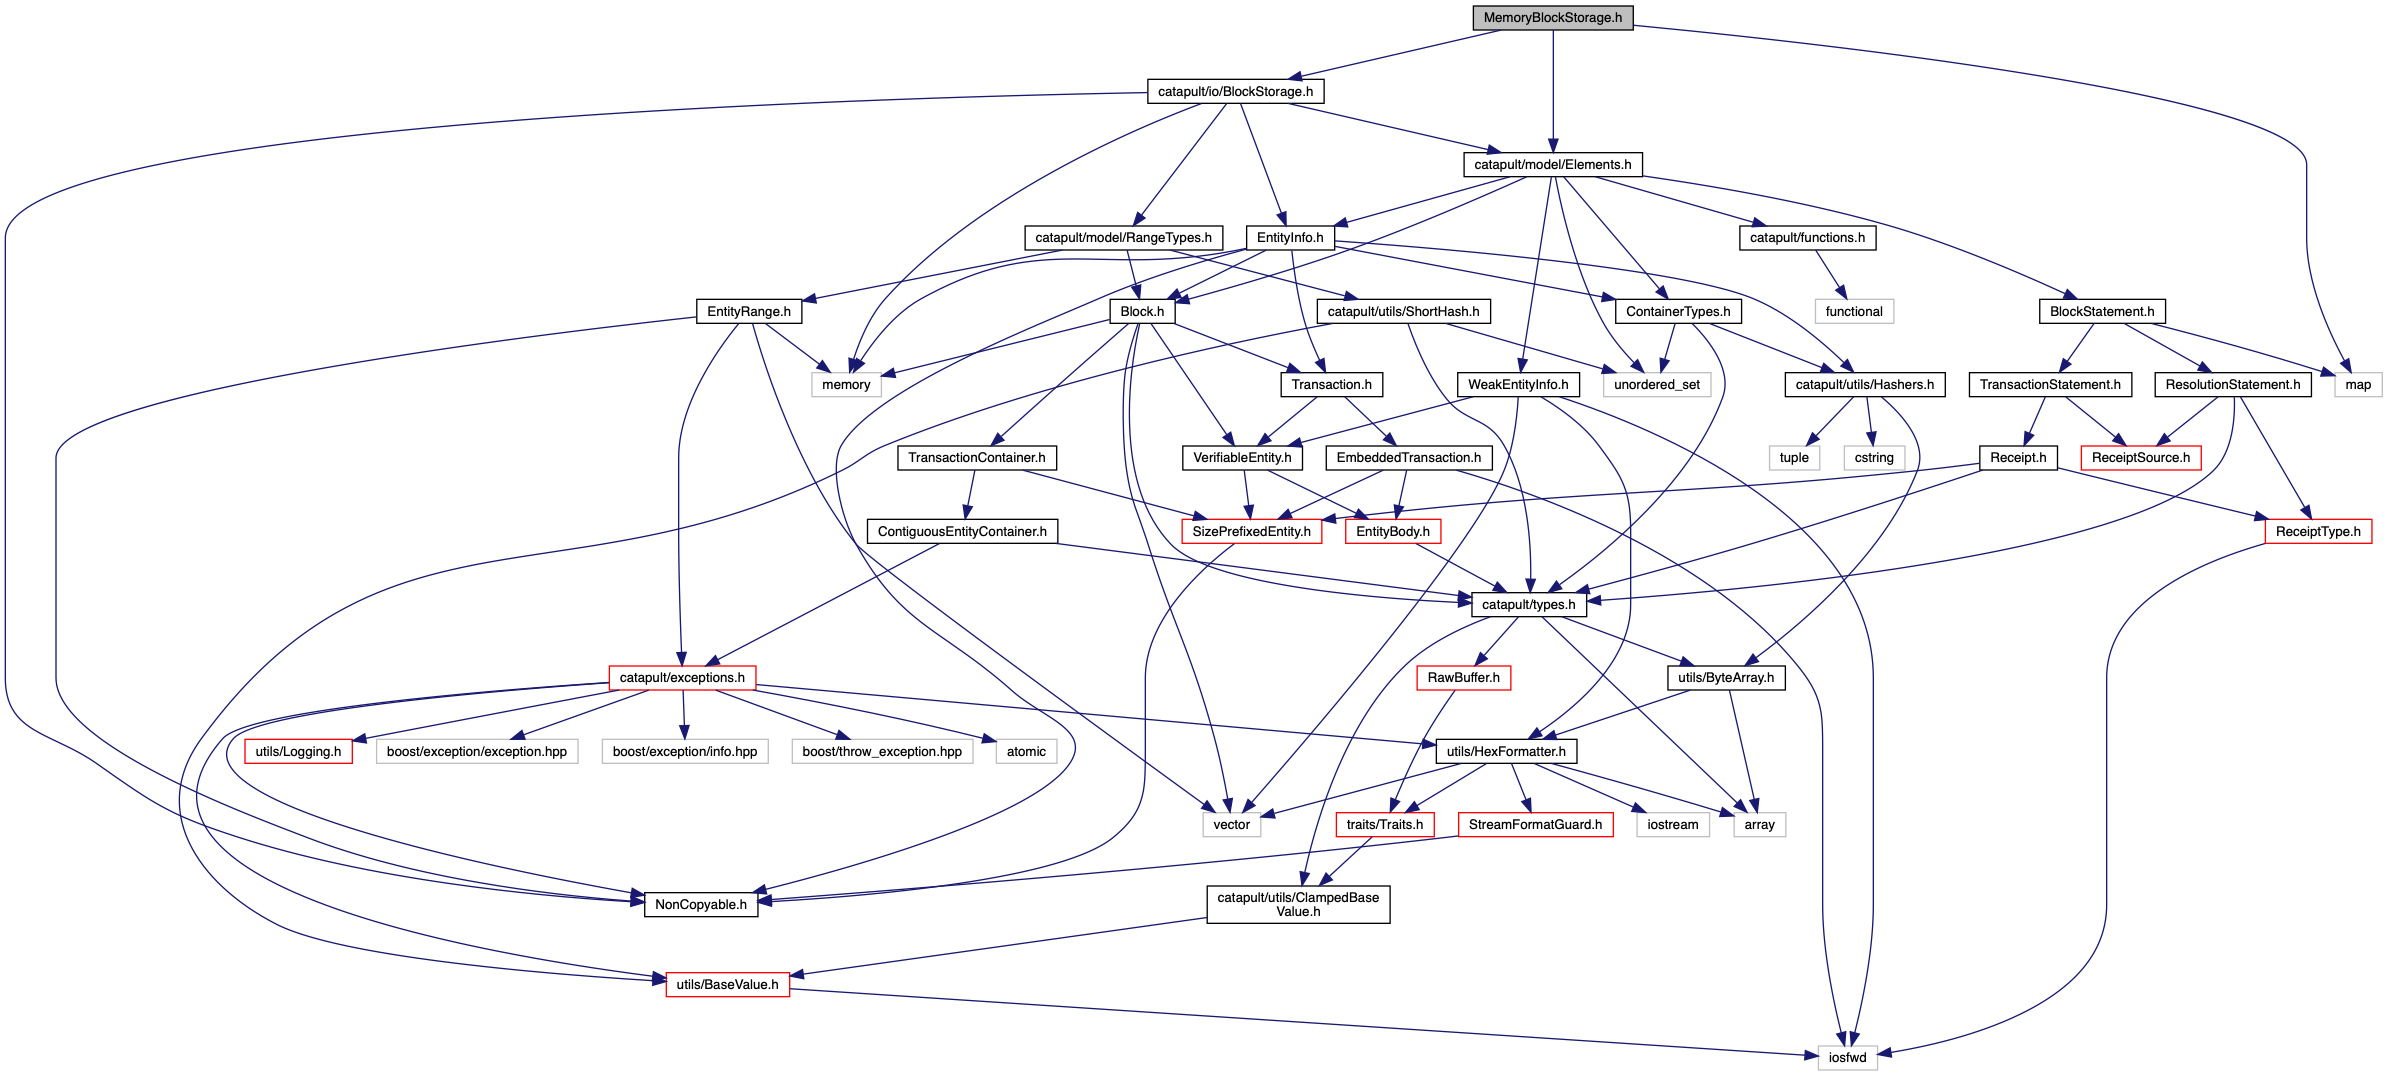 MemoryBlockStorage.h
catapult/io/BlockStorage.h
catapult/model/Elements.h
catapult/model/RangeTypes.h
EntityInfo.h
catapult/functions.h
EntityRange.h
Block.h
catapult/utils/ShortHash.h
ContainerTypes.h
functional
BlockStatement.h
memory
Transaction.h
WeakEntityInfo.h
unordered_set
catapult/utils/Hashers.h
TransactionStatement.h
ResolutionStatement.h
map
TransactionContainer.h
VerifiableEntity.h
EmbeddedTransaction.h
tuple
cstring
Receipt.h
ReceiptSource.h
ContiguousEntityContainer.h
SizePrefixedEntity.h
EntityBody.h
ReceiptType.h
catapult/types.h
catapult/exceptions.h
RawBuffer.h
utils/ByteArray.h
utils/Logging.h
boost/exception/exception.hpp
boost/exception/info.hpp
boost/throw_exception.hpp
atomic
utils/HexFormatter.h
vector
traits/Traits.h
StreamFormatGuard.h
iostream
array
NonCopyable.h
catapult/utils/ClampedBase
Value.h
utils/BaseValue.h
iosfwd